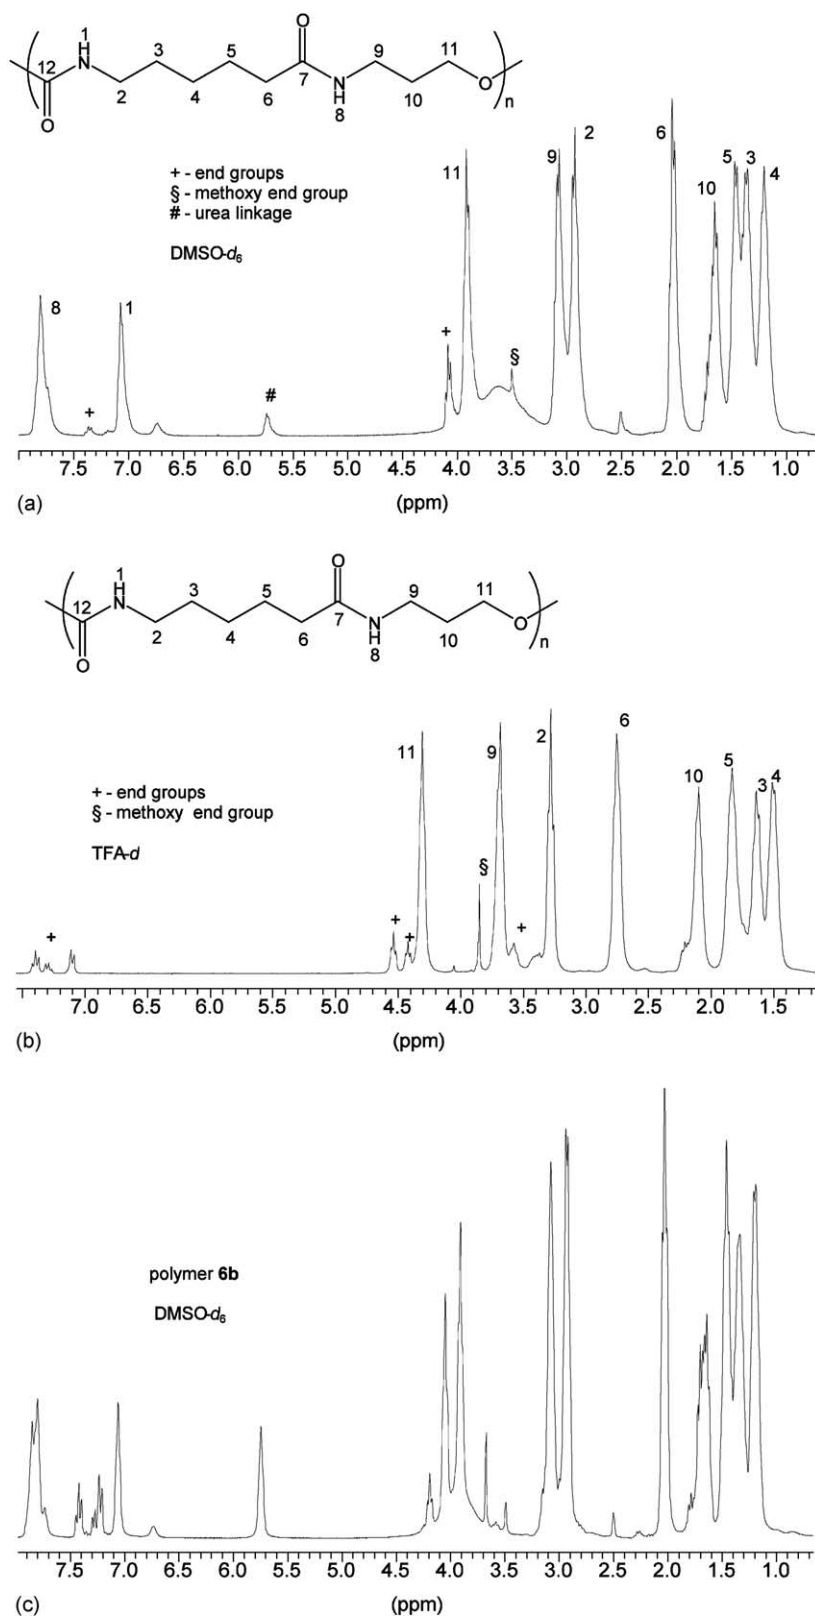 O
H
1
N
3
5
7
9
11
12
2
4
6
N
H
8
10
O
n
O
+ - end groups
§ - methoxy end group
# - urea linkage
DMSO-d6
8
1
+
#
+
11
§
9
2
6
10
5
3
4
7.5 7.0 6.5 6.0 5.5 5.0 4.5 4.0 3.5 3.0 2.5 2.0 1.5 1.0
(a) (ppm)
O
1
H
N
3
5
7
9
11
12
2
4
6
N
H
8
10
O
n
O
+ - end groups
§ - methoxy end group
TFA-d
+
+
+
11
§
9
+
2
6
10
5
3
4
7.0 6.5 6.0 5.5 5.0 4.5 4.0 3.5 3.0 2.5 2.0 1.5
(b) (ppm)
polymer 6b
DMSO-d6
7.5 7.0 6.5 6.0 5.5 5.0 4.5 4.0 3.5 3.0 2.5 2.0 1.5 1.0
(c) (ppm)